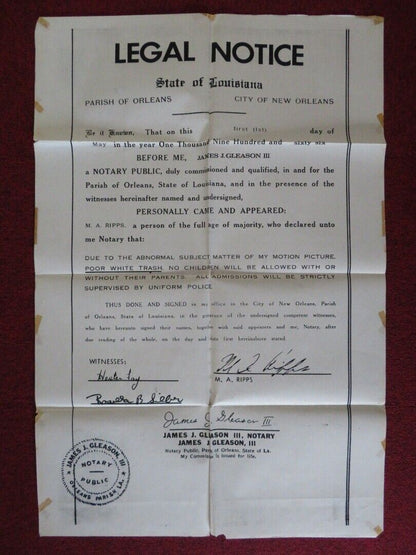 LEGAL NOTICE
State of Louisiana
PARISH OF ORLEANS CITY OF NEW ORLEANS
Be it Known, That on this first (1st) day of
May in the year One Thousand Nine Hundred and sixty six
BEFORE ME, JAMES J. GLEASON III
a NOTARY PUBLIC, duly commissioned and qualified, in and for the
Parish of Orleans, State of Louisiana, and in the presence of the
witnesses hereinafter named and undersigned,
PERSONALLY CAME AND APPEARED:
M. A. RIPPS. a person of the full age of majority, who declared unto
me Notary that:
DUE TO THE ABNORMAL SUBJECT MATTER OF MY MOTION PICTURE,
POOR WHITE TRASH. NO CHILDREN WILL BE ALLOWED WITH OR
WITHOUT THEIR PARENTS. ALL ADMISSIONS WILL BE STRICTLY
SUPERVISED BY UNIFORM POLICE
THUS DONE AND SIGNED in my office in the City of New Orleans, Parish
of Orleans, State of Louisiana, in the presence of the undersigned competent witnesses,
who have hereunto signed their names, together with said appearers and me, Notary, after
due reading of the whole, on the day and date first hereinabove stated
WITNESSES:
M A Ripps
M. A. RIPPS
James J Gleason III
JAMES J. GLEASON III, NOTARY
JAMES J. GLEASON, III
Notary Public, Parish of Orleans, State of La.
My Commission is issued for life.
JAMES J. GLEASON, III
NOTARY
PUBLIC
ORLEANS PARISH LA.